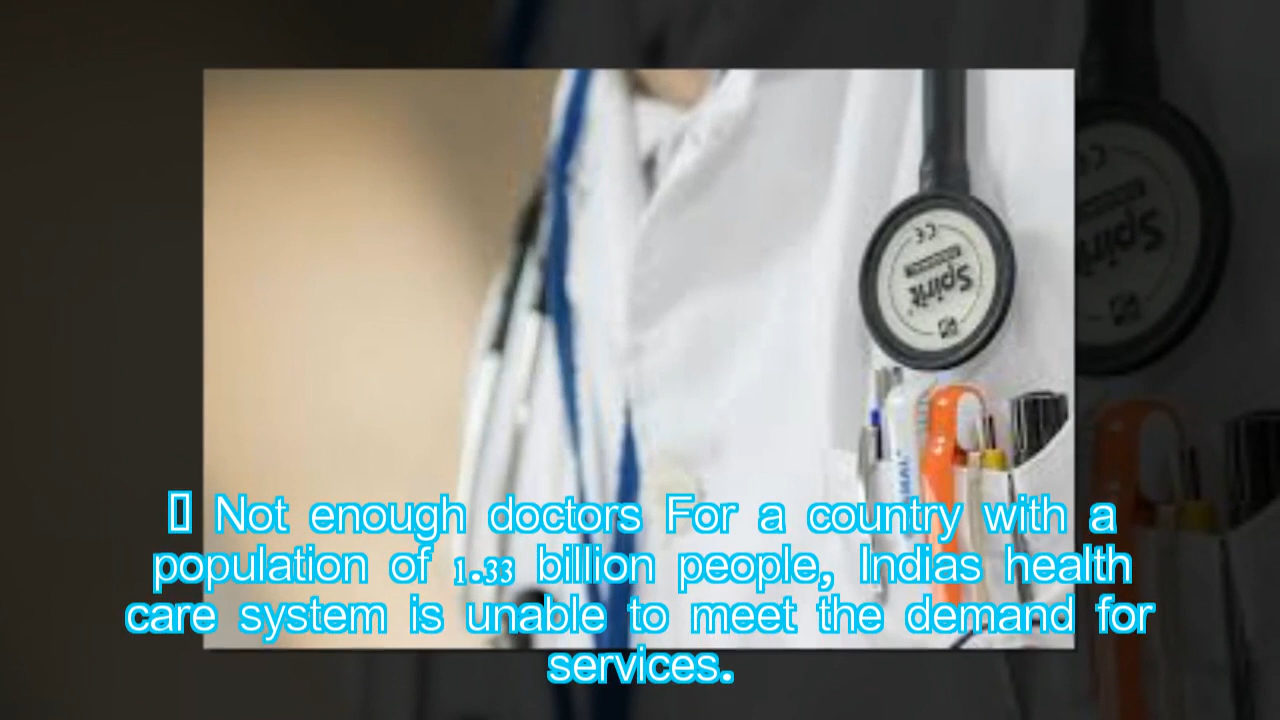 Spirit
CE
▯ Not enough doctors For a
country with a
population of 1.33 billion people, Indias health
care system is unable to meet the demand for
services.